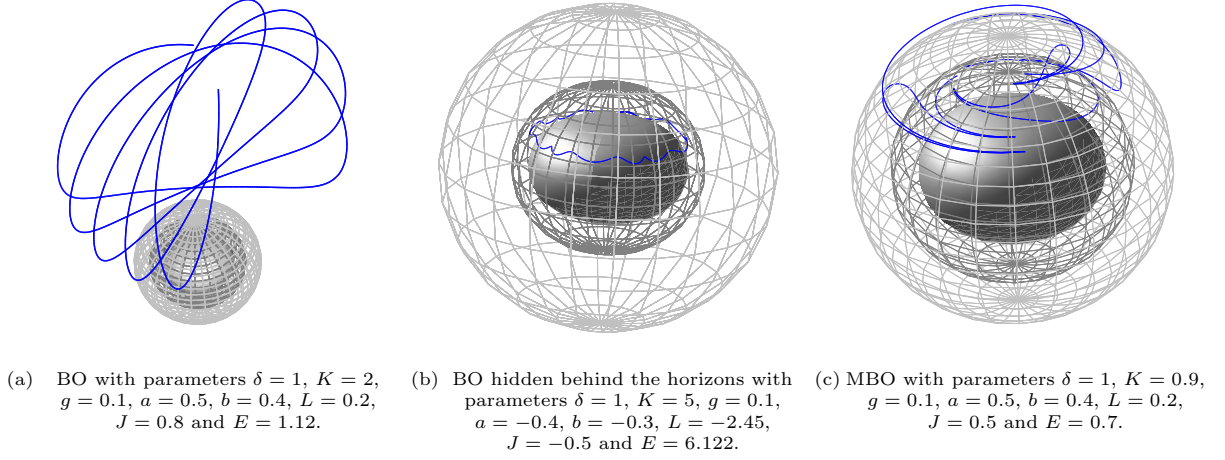 (a) BO with parameters δ = 1, K = 2,
g = 0.1, a = 0.5, b = 0.4, L = 0.2,
J = 0.8 and E = 1.12.
(b) BO hidden behind the horizons with
parameters δ = 1, K = 5, g = 0.1,
a = −0.4, b = −0.3, L = −2.45,
J = −0.5 and E = 6.122.
(c) MBO with parameters δ = 1, K = 0.9,
g = 0.1, a = 0.5, b = 0.4, L = 0.2,
J = 0.5 and E = 0.7.